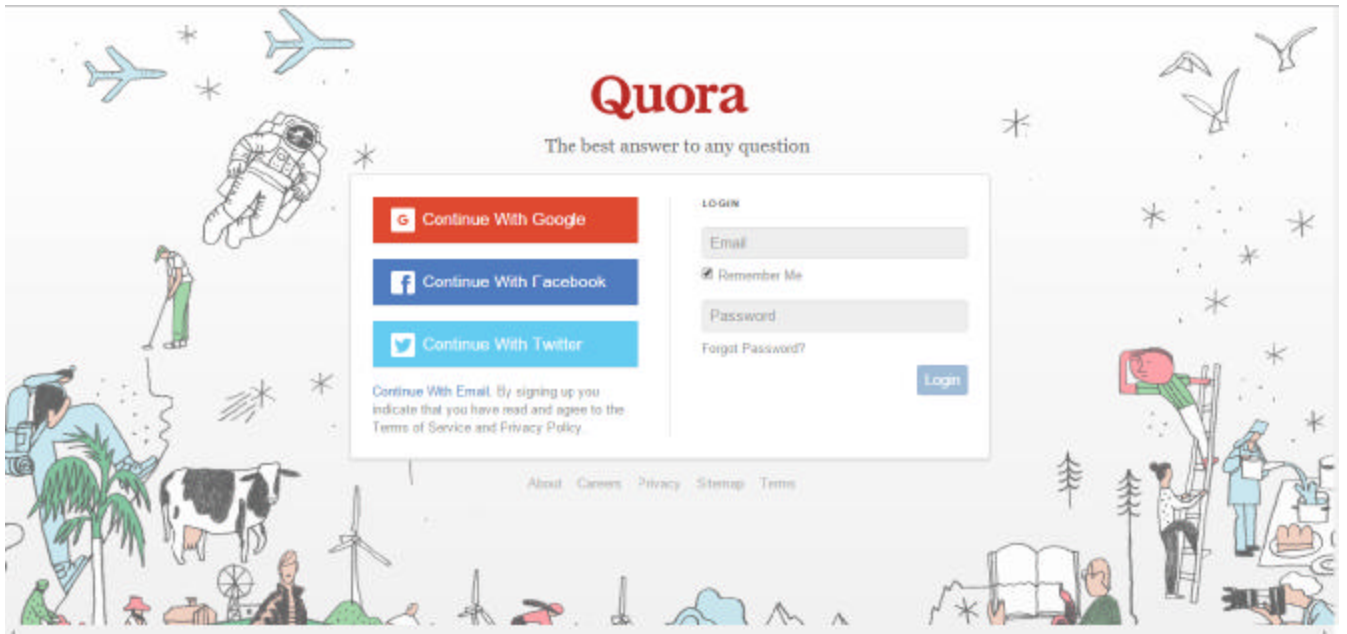 Quora
The best answer to any question
G Continue With Google
f Continue With Facebook
Continue With Twitter
Continue With Email. By signing up you
indicate that you have read and agree to the
Terms of Service and Privacy Policy.
LOGIN
Email
Remember Me
Password
Forgot Password?
Login
About Careers Privacy Sitemap Terms